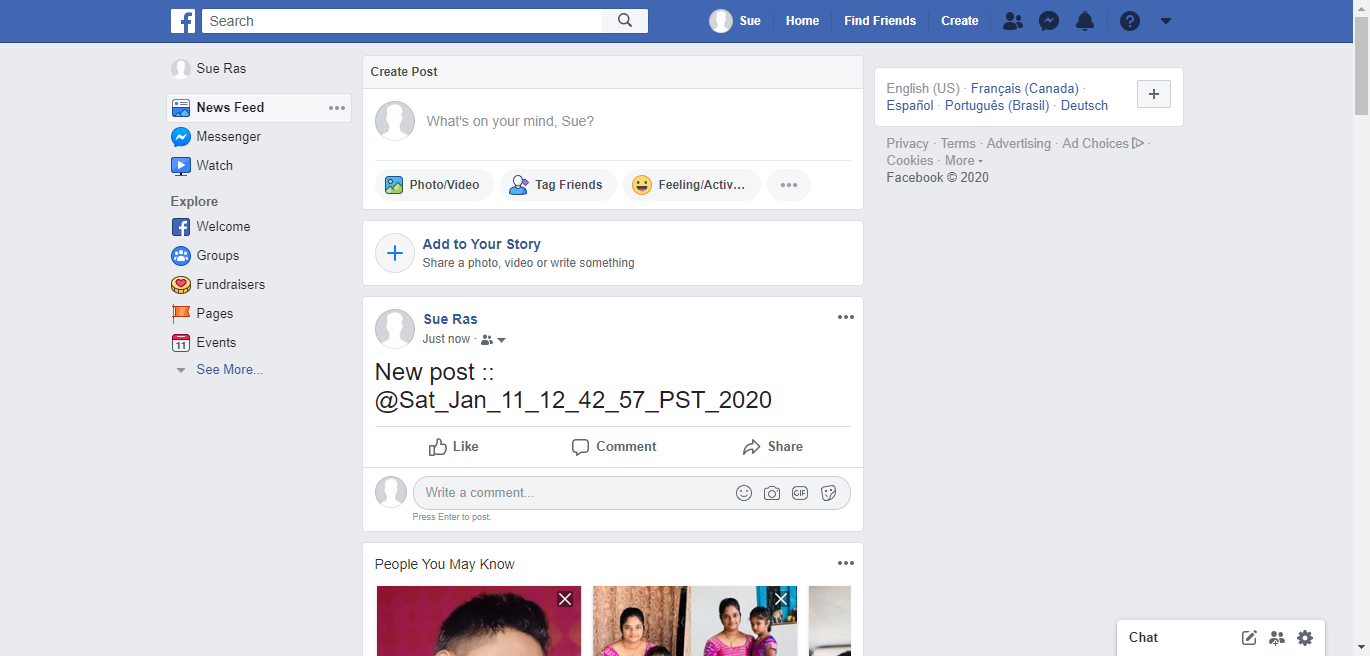 Search
Sue
Home
Find Friends
Create
Sue Ras
News Feed
Messenger
Watch
Explore
Welcome
Groups
Fundraisers
Pages
11
Events
See More...
Create Post
What's on your mind, Sue?
Photo/Video
Tag Friends
Feeling/Activ...
Add to Your Story
Share a photo, video or write something
Sue Ras
Just now ·
New post ::
@Sat_Jan_11_12_42_57_PST_2020
Like
Comment
Share
Write a comment...
GIF
Press Enter to post.
People You May Know
English (US) · Français (Canada) ·
Español · Português (Brasil) · Deutsch
Privacy · Terms · Advertising · Ad Choices ·
Cookies · More
Facebook © 2020
Chat